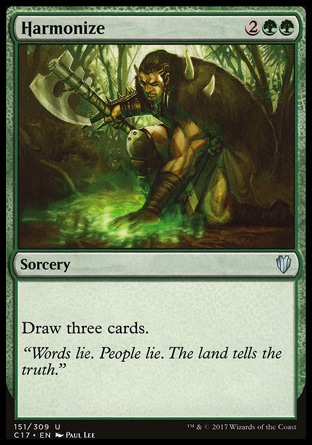 Harmonize 2
Sorcery
Draw three cards.
“Words lie. People lie. The land tells the
truth.”
151/309 U
C17 • EN Paul Lee ™ & © 2017 Wizards of the Coast